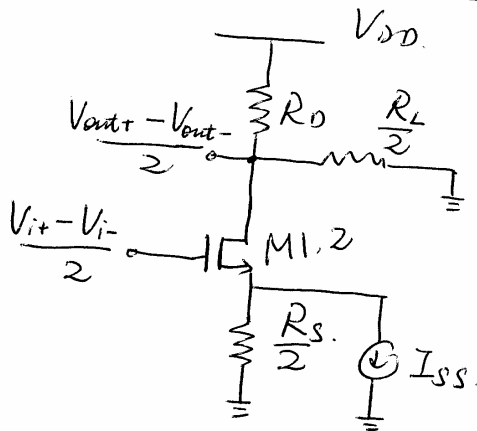 VDD.
RD
Vout+ - Vout-
2
RL
2
Vi+ - Vi-
2
M1,2
RS.
2
ISS.